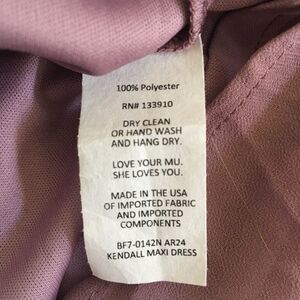 100% Polyester
RN# 133910
DRY CLEAN
OR HAND WASH
AND HANG DRY.
LOVE YOUR MU.
SHE LOVES YOU.
MADE IN THE USA
OF IMPORTED FABRIC
AND IMPORTED
COMPONENTS
BF7-0142N AR24
KENDALL MAXI DRESS